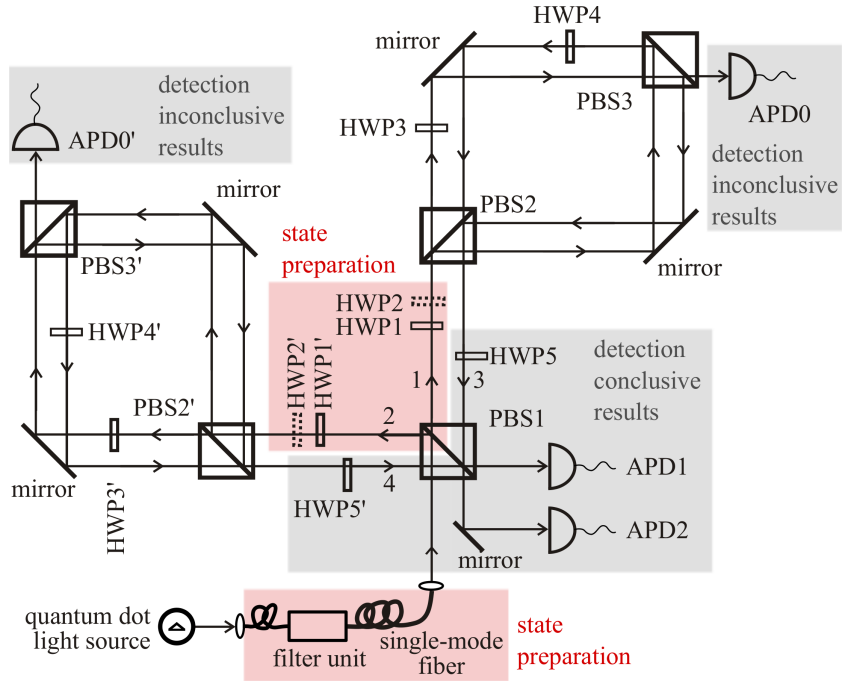 HWP4
mirror
detection
inconclusive
results
APD0'
PBS3
APD0
HWP3
detection
inconclusive
results
mirror
PBS2
mirror
state
preparation
PBS3'
HWP4'
HWP2
HWP1
HWP2'
HWP1'
1
3
HWP5
detection
conclusive
results
PBS2'
2
PBS1
mirror
HWP3'
HWP5'
4
APD1
APD2
mirror
quantum dot
light source
filter unit
single-mode
fiber
state
preparation